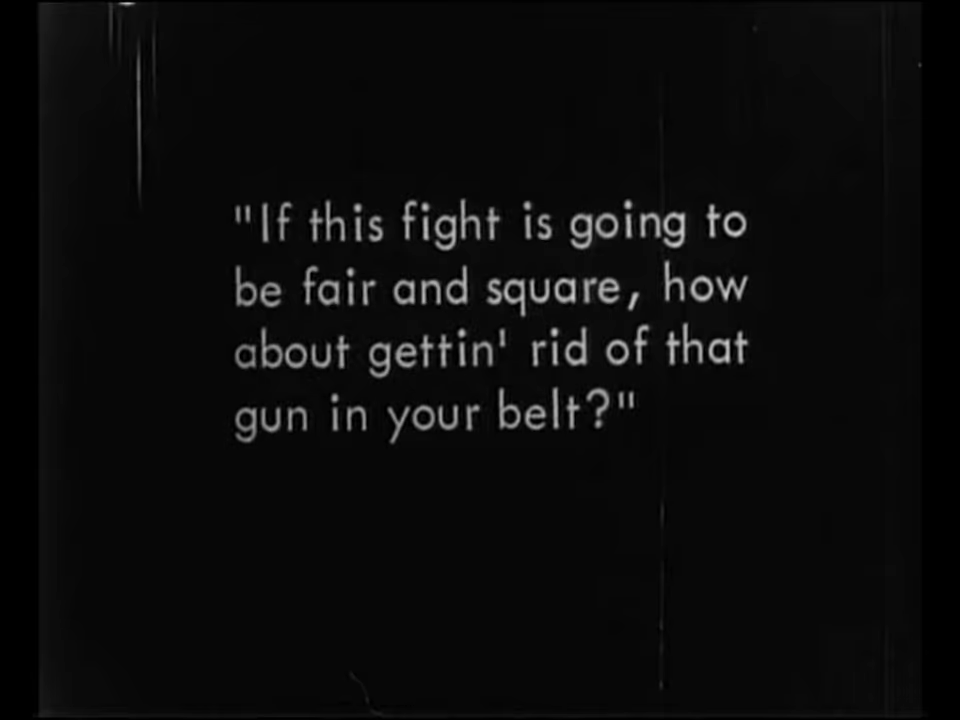 "If this fight is going to
be fair and square, how
about gettin' rid of that
gun in your belt?"